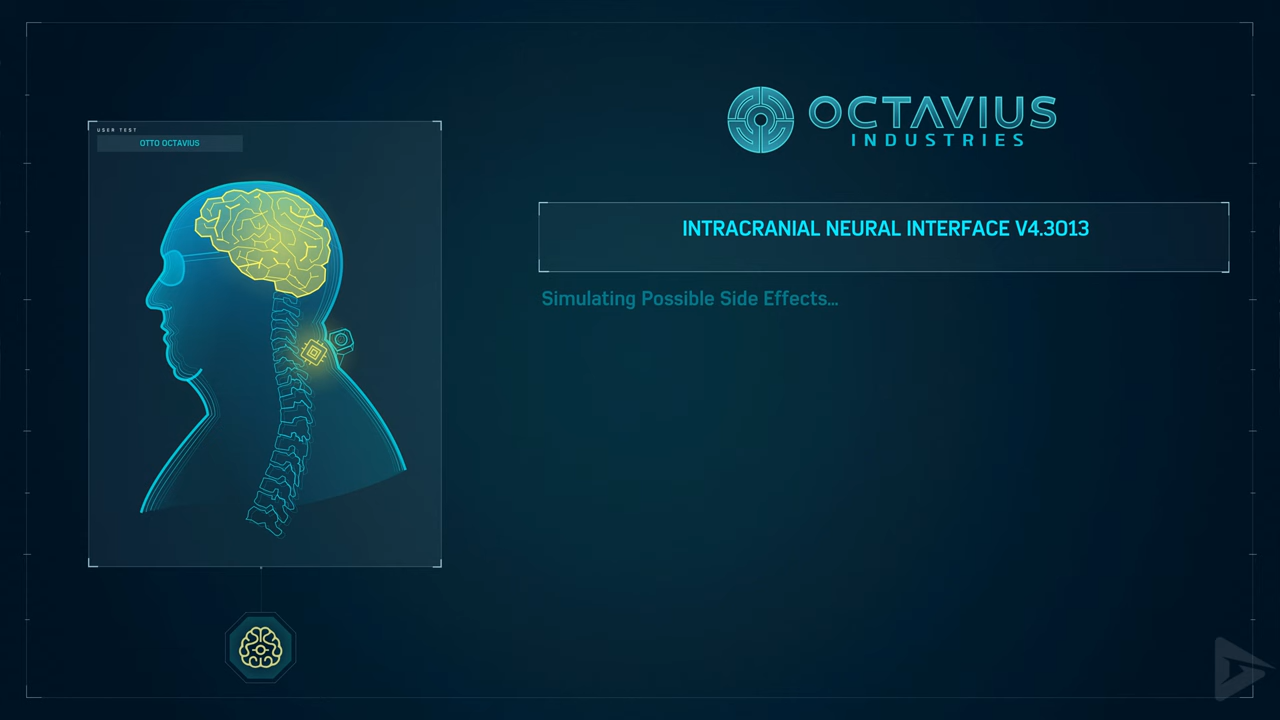 USER TEST
OTTO OCTAVIUS
OCTAVIUS
INDUSTRIES
INTRACRANIAL NEURAL INTERFACE V4.3013
Simulating Possible Side Effects...